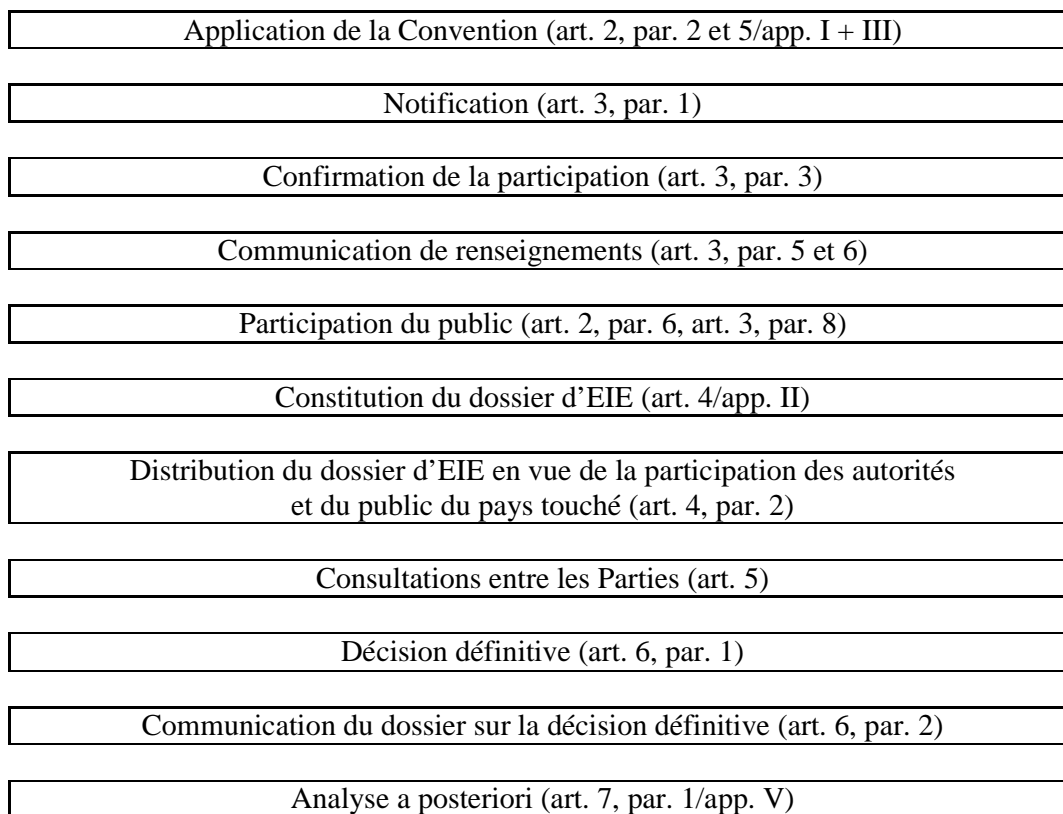 Application de la Convention (art. 2, par. 2 et 5/app. I + III)
Notification (art. 3, par. 1)
Confirmation de la participation (art. 3, par. 3)
Communication de renseignements (art. 3, par. 5 et 6)
Participation du public (art. 2, par. 6, art. 3, par. 8)
Constitution du dossier d’EIE (art. 4/app. II)
Distribution du dossier d’EIE en vue de la participation des autorités
et du public du pays touché (art. 4, par. 2)
Consultations entre les Parties (art. 5)
Décision définitive (art. 6, par. 1)
Communication du dossier sur la décision définitive (art. 6, par. 2)
Analyse a posteriori (art. 7, par. 1/app. V)